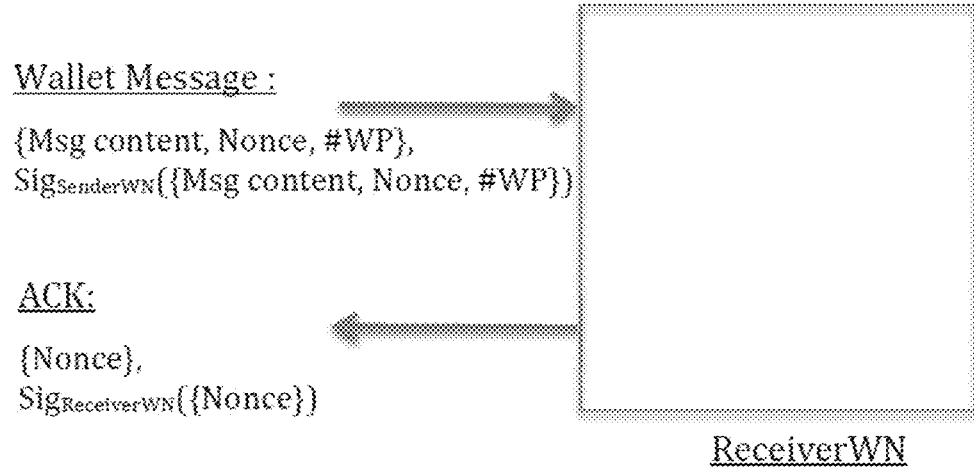 Wallet Message :
{Msg content, Nonce, #WP},
SigSenderWN({Msg content, Nonce, #WP})
ACK:
{Nonce},
SigReceiverWN({Nonce})
ReceiverWN